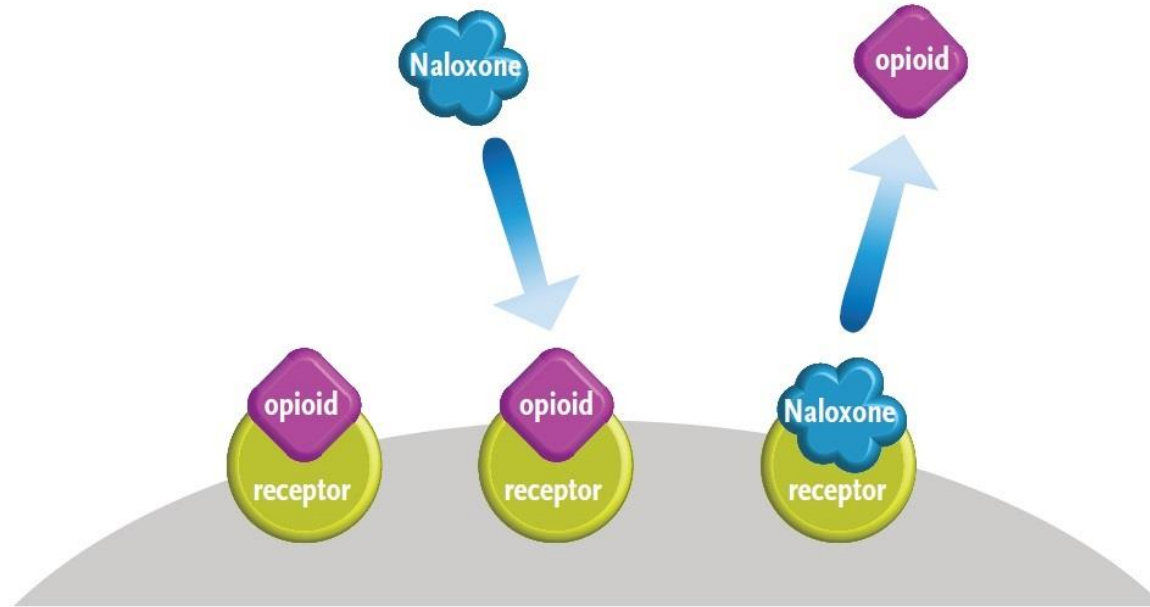 Naloxone
opioid
opioid
receptor
opioid
receptor
Naloxone
receptor